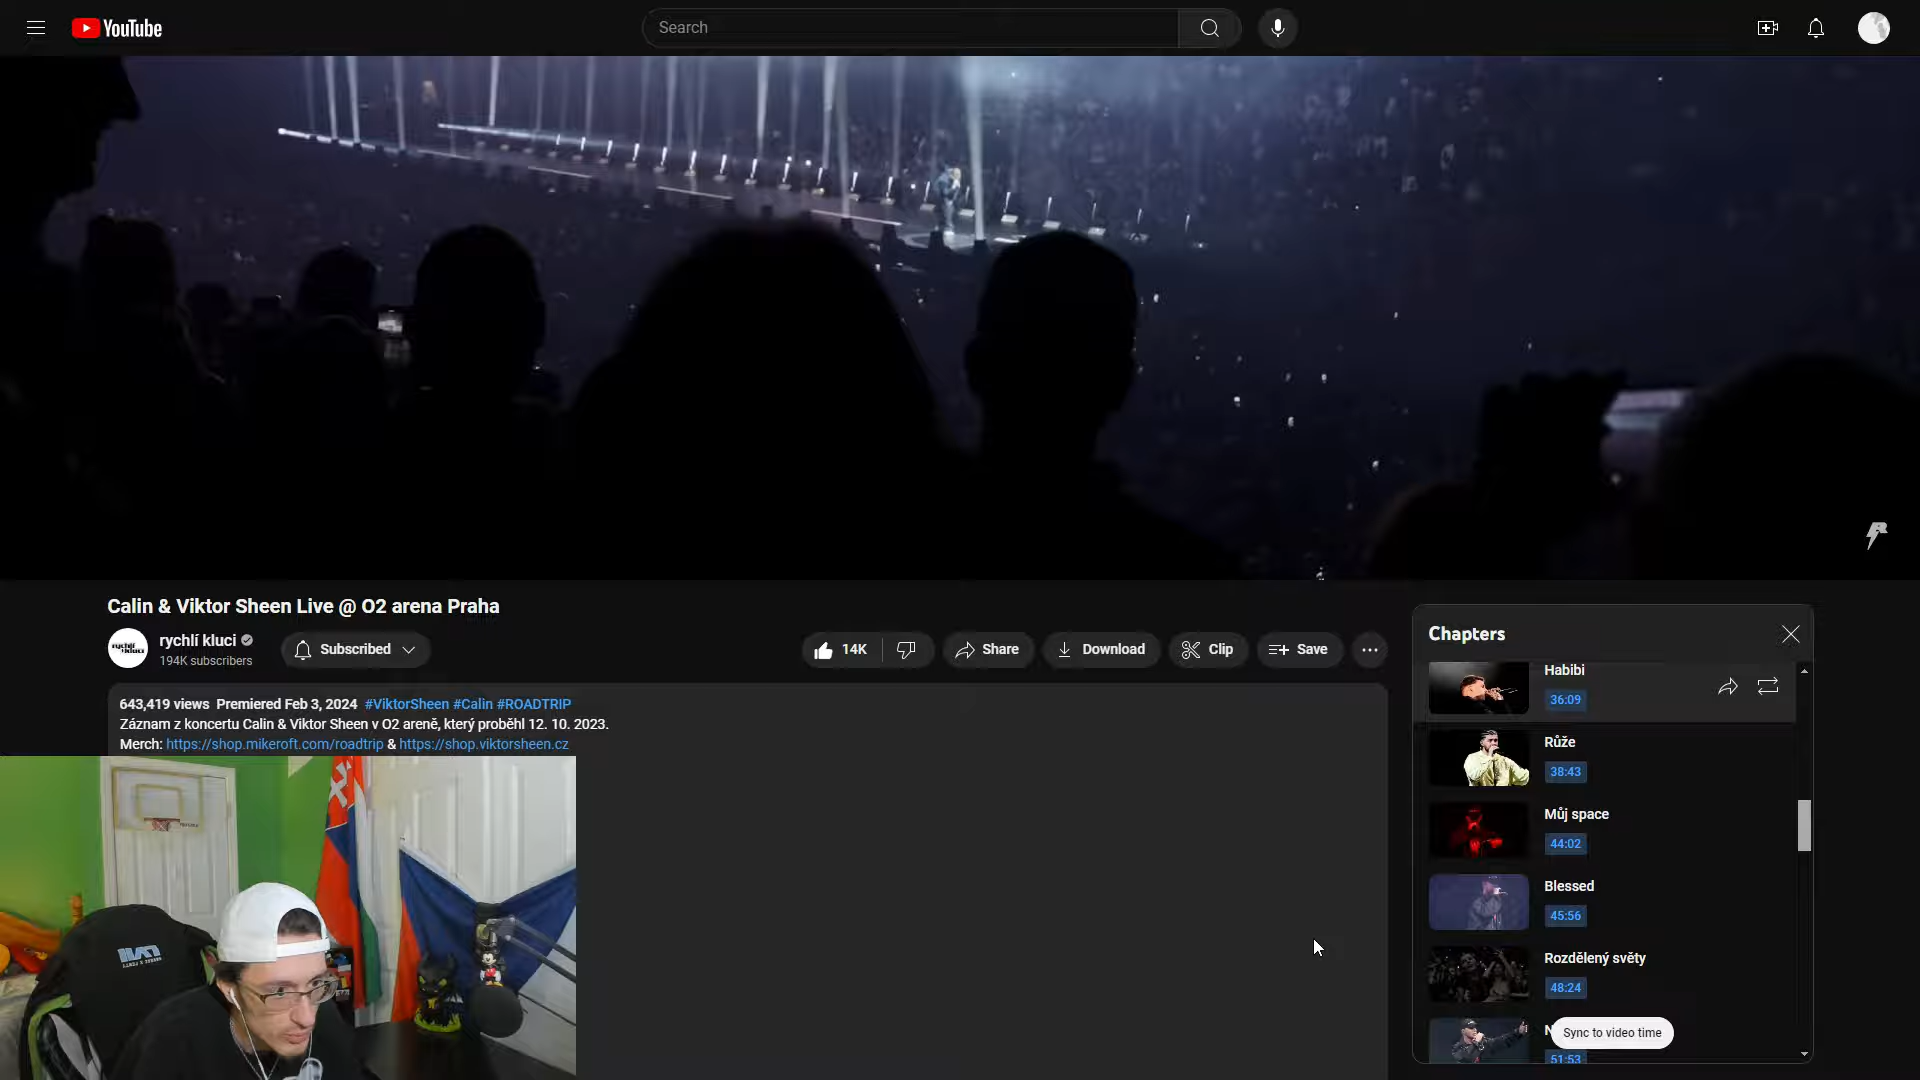 YouTube
Search
Calin & Viktor Sheen Live @ O2 arena Praha
rychlí kluci
194K subscribers
Subscribed
14K
Share
Download
Clip
Save
643,419 views Premiered Feb 3, 2024 #ViktorSheen #Calin #ROADTRIP
Záznam z koncertu Calin & Viktor Sheen v O2 areně, který proběhl 12. 10. 2023.
Merch: https://shop.mikeroft.com/roadtrip & https://shop.viktorsheen.cz
Chapters
Habibi
36:09
Růže
38:43
Můj space
44:02
Blessed
45:56
Rozdělený světy
48:24
Sync to video time
51:53